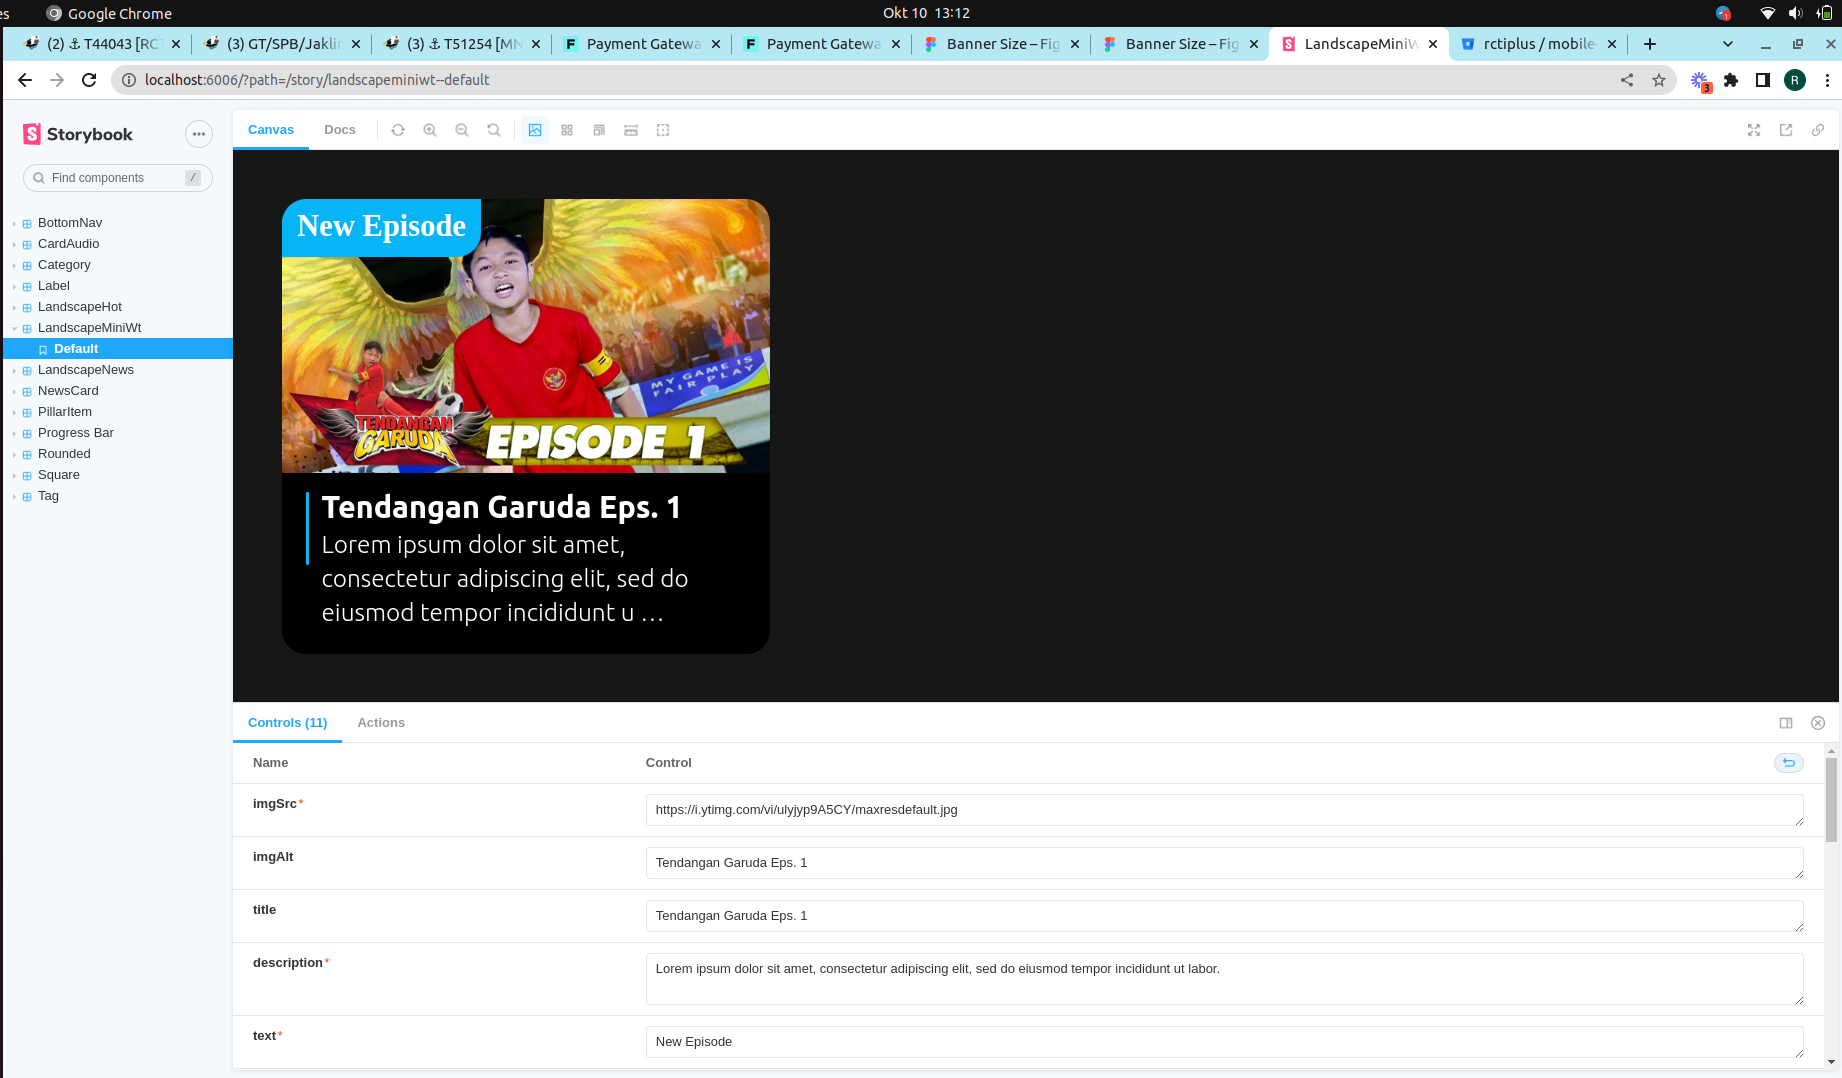 es
Google Chrome
Okt 10 13:12
1
(2) ⚓ T44043 [RCT
(3) GT/SPB/Jaklin
(3) ⚓ T51254 [MN
Payment Gatewa
Payment Gatewa
Banner Size – Fig
Banner Size – Fig
LandscapeMiniW
rctiplus / mobile-
localhost:6006/?path=/story/landscapeminiwt--default
3
R
Storybook
Find components
/
BottomNav
CardAudio
Category
Label
LandscapeHot
LandscapeMiniWt
Default
LandscapeNews
NewsCard
PillarItem
Progress Bar
Rounded
Square
Tag
Canvas
Docs
New Episode
MY GAME IS
FAIR PLAY
TENDANGAN
GARUDA
EPISODE 1
Tendangan Garuda Eps. 1
Lorem ipsum dolor sit amet,
consectetur adipiscing elit, sed do
eiusmod tempor incididunt u …
Controls (11)
Actions
Name
Control
imgSrc*
https://i.ytimg.com/vi/ulyjyp9A5CY/maxresdefault.jpg
imgAlt
Tendangan Garuda Eps. 1
title
Tendangan Garuda Eps. 1
description*
Lorem ipsum dolor sit amet, consectetur adipiscing elit, sed do eiusmod tempor incididunt ut labor.
text*
New Episode